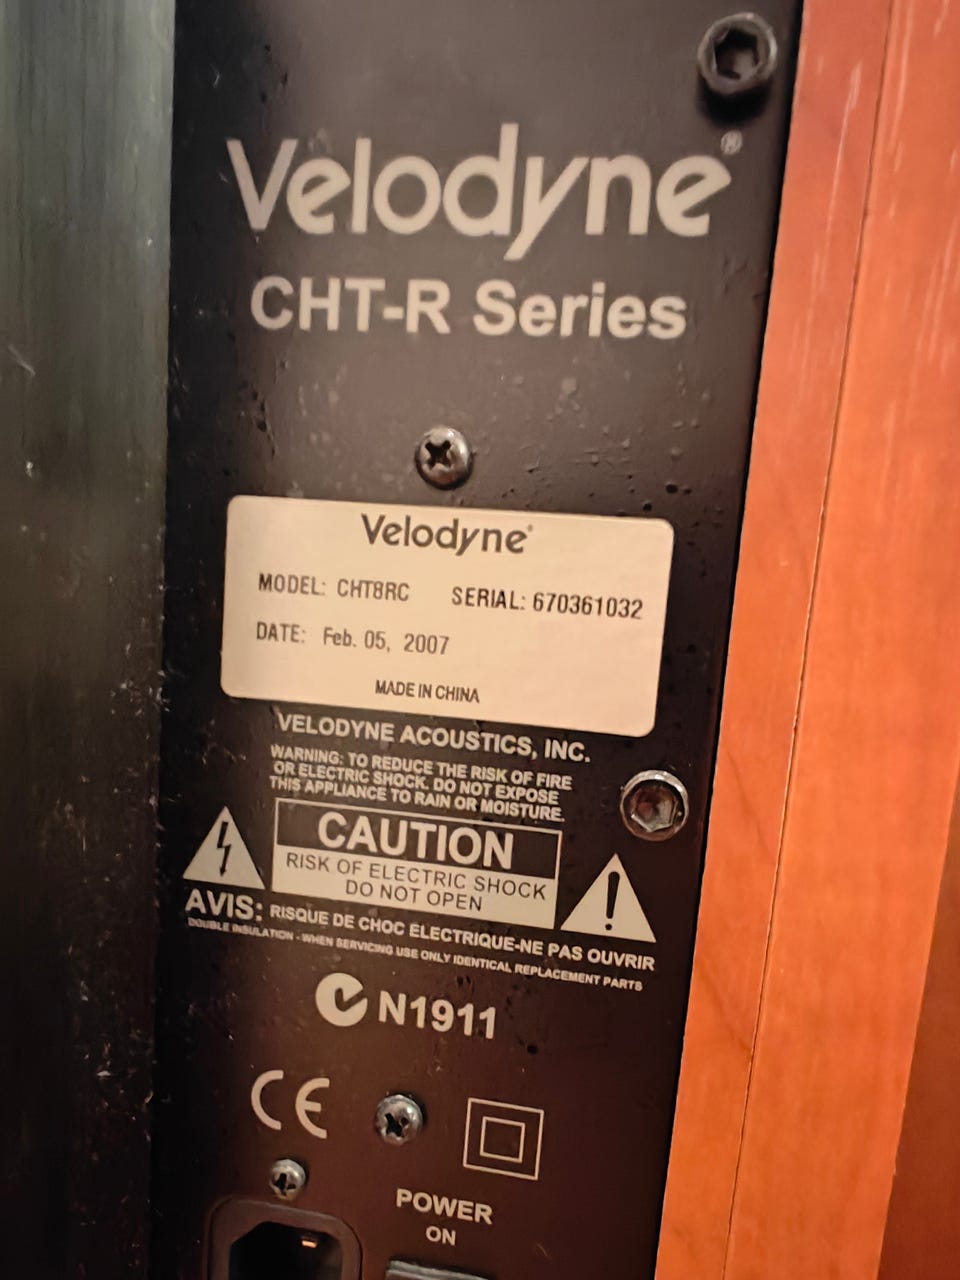 Velodyne®
CHT-R Series
Velodyne®
MODEL: CHT8RC SERIAL: 670361032
DATE: Feb. 05, 2007
MADE IN CHINA
VELODYNE ACOUSTICS, INC.
WARNING: TO REDUCE THE RISK OF FIRE
OR ELECTRIC SHOCK. DO NOT EXPOSE
THIS APPLIANCE TO RAIN OR MOISTURE.
CAUTION
RISK OF ELECTRIC SHOCK
DO NOT OPEN
AVIS: RISQUE DE CHOC ELECTRIQUE-NE PAS OUVRIR
DOUBLE INSULATION - WHEN SERVICING USE ONLY IDENTICAL REPLACEMENT PARTS
N1911
CE
POWER
ON